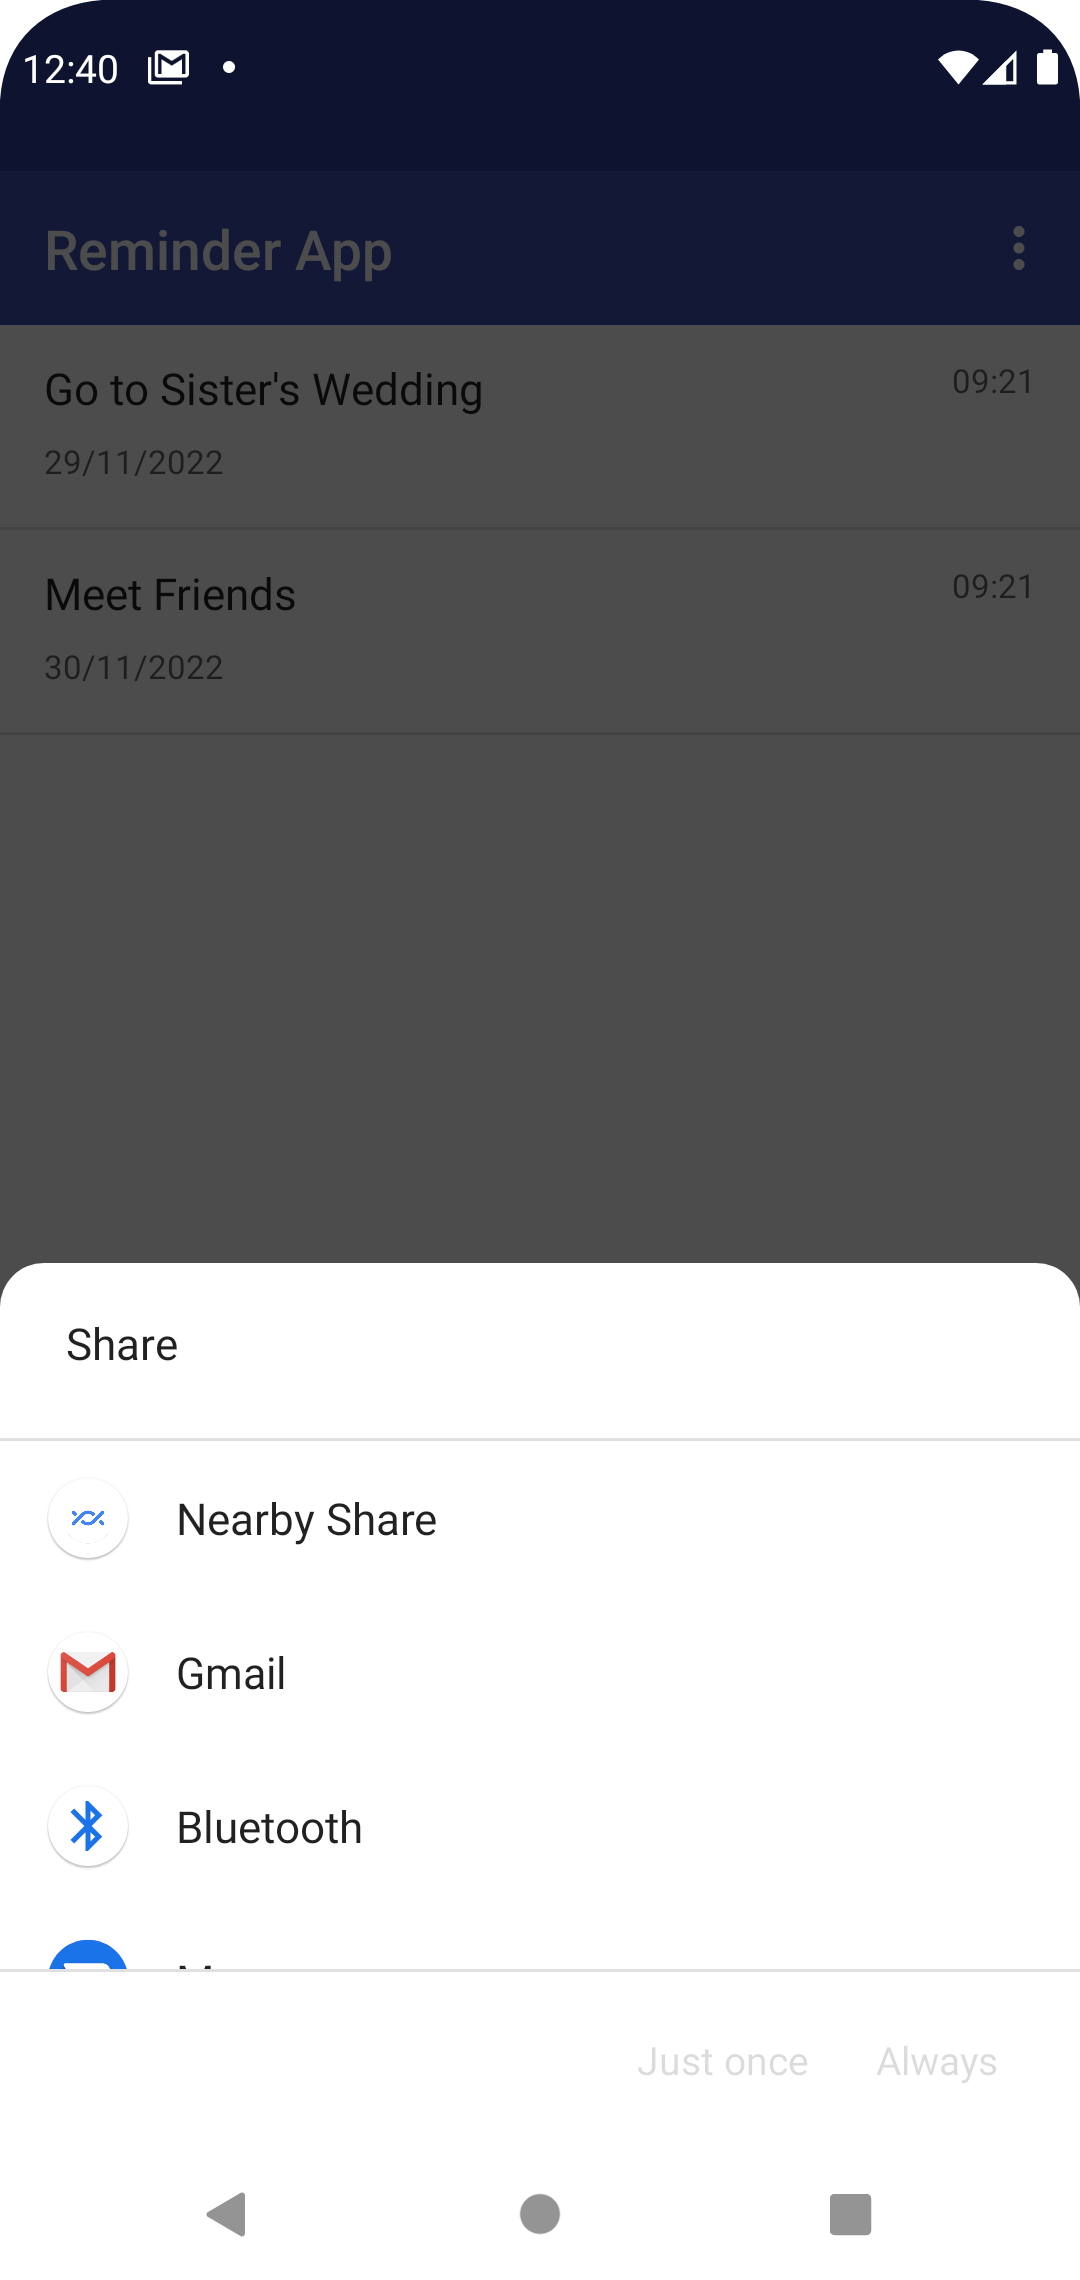 12:40
Reminder App
Go to Sister's Wedding
09:21
29/11/2022
Meet Friends
09:21
30/11/2022
Share
Nearby Share
Gmail
Bluetooth
Just once
Always